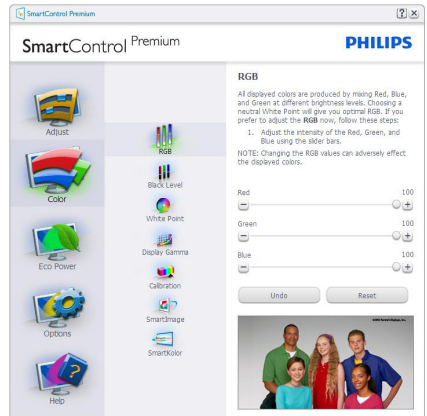 SmartControl Premium
? ×
SmartControl Premium
PHILIPS
Adjust
Color
Eco Power
Options
Help
RGB
Black Level
White Point
Display Gamma
Calibration
SmartImage
SmartKolor
RGB
All displayed colors are produced by mixing Red, Blue,
and Green at different brightness levels. Choosing a
neutral White Point will give you optimal RGB. If you
prefer to adjust the RGB now, follow these steps:
1. Adjust the intensity of the Red, Green, and
Blue using the slider bars.
NOTE: Changing the RGB values can adversely effect
the displayed colors.
Red 100
Green 100
Blue 100
Undo Reset